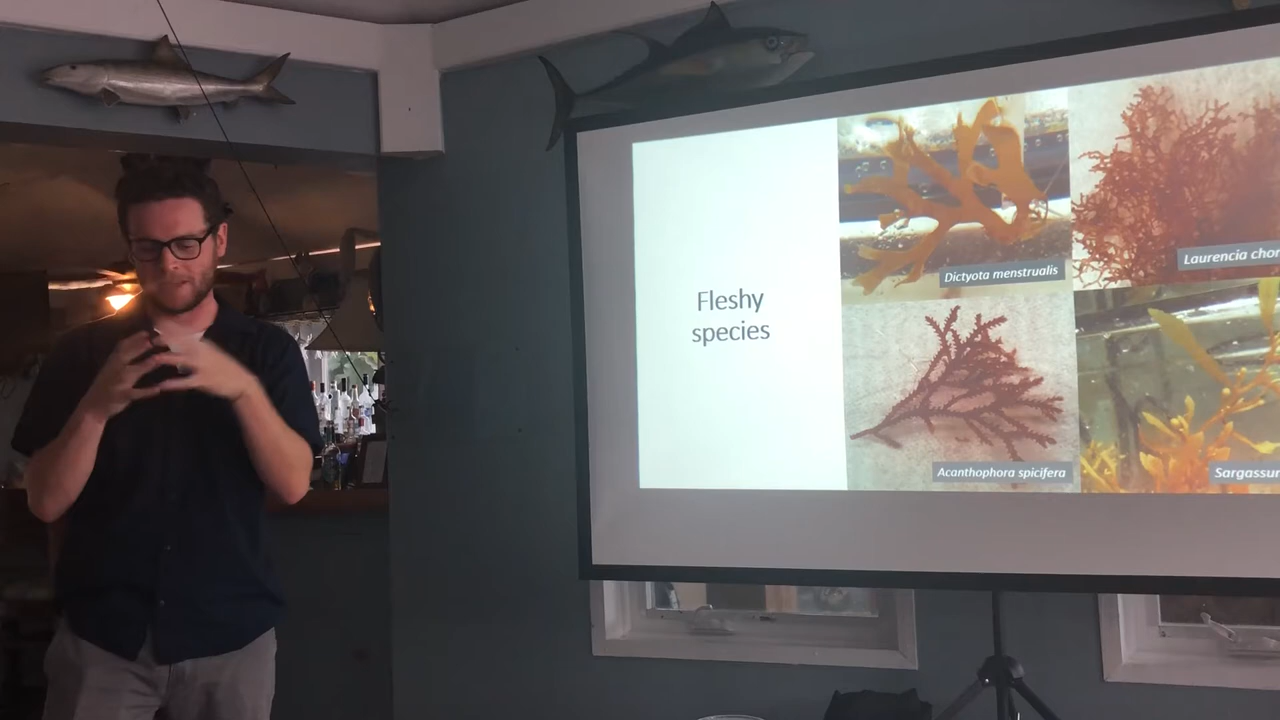 Fleshy
species
Dictyota menstrualis
Laurencia chor
Acanthophora spicifera
Sargassum